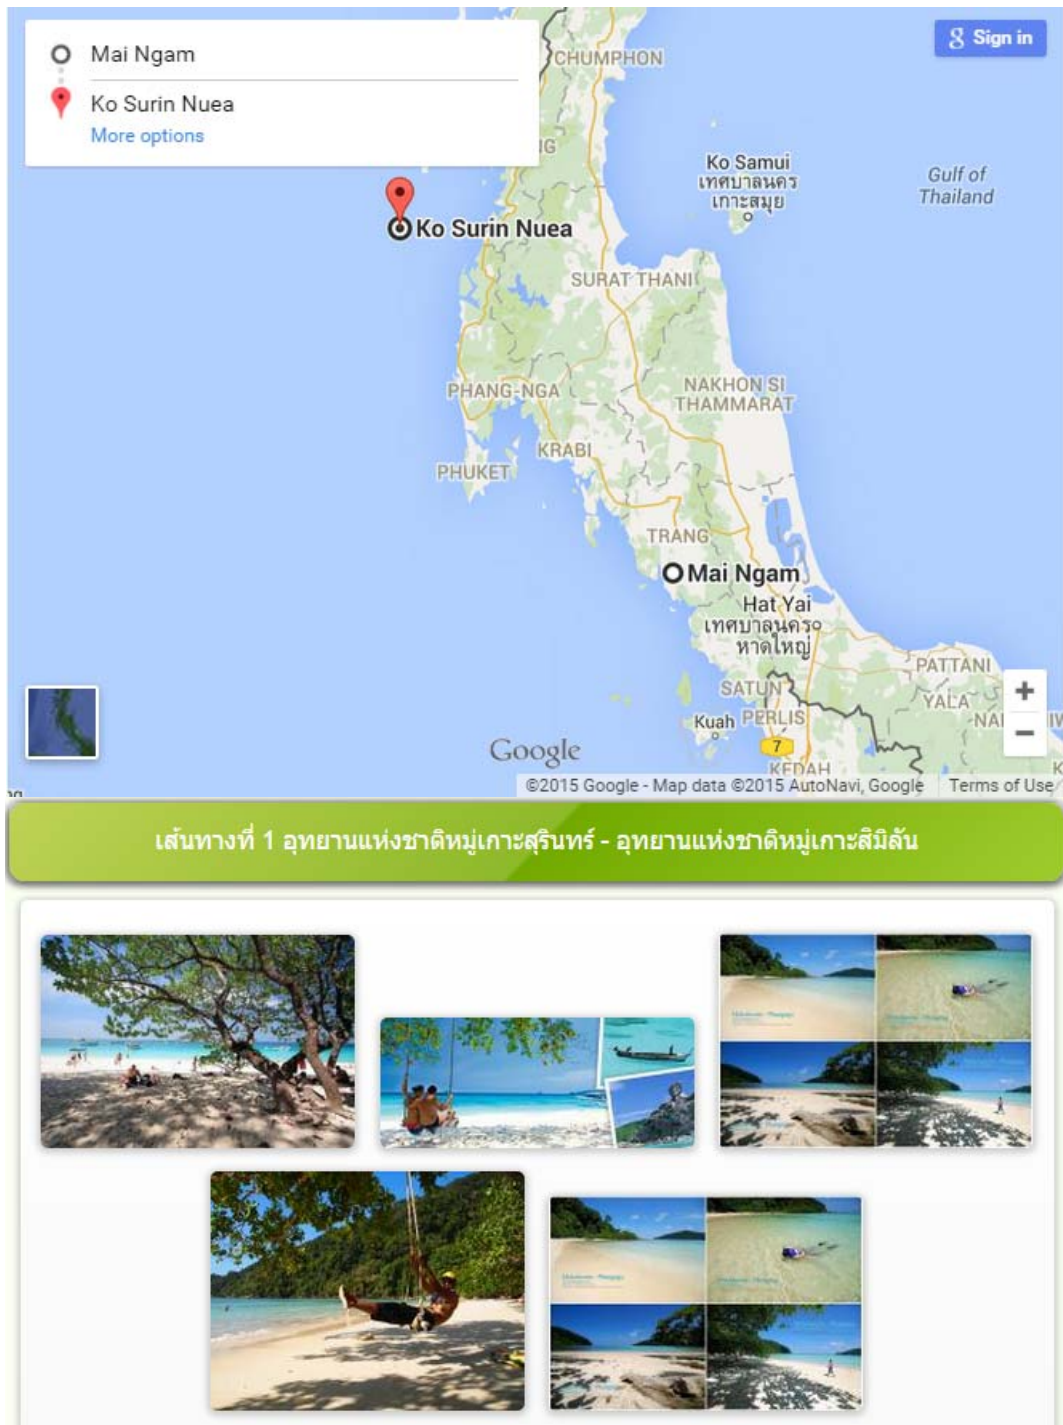 Mai Ngam
Ko Surin Nuea
More options
Sign in
CHUMPHON
NG
Ko Samui
เทศบาลนคร
เกาะสมุย
Gulf of
Thailand
Ko Surin Nuea
SURAT THANI
PHANG-NGA
NAKHON SI
THAMMARAT
KRABI
PHUKET
TRANG
Mai Ngam
Hat Yai
เทศบาลนคร
หาดใหญ่
PATTANI
SATUN
YALA
Kuah
PERLIS
7
KEDAH
Google
©2015 Google - Map data ©2015 AutoNavi, Google
Terms of Use
เส้นทางที่ 1 อุทยานแห่งชาติหมู่เกาะสุรินทร์ - อุทยานแห่งชาติหมู่เกาะสิมิลัน